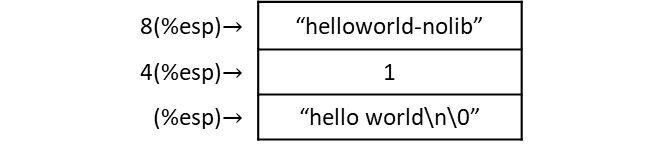 8(%esp)→ “helloworld-nolib”
4(%esp)→ 1
(%esp)→ “hello world\n\0”